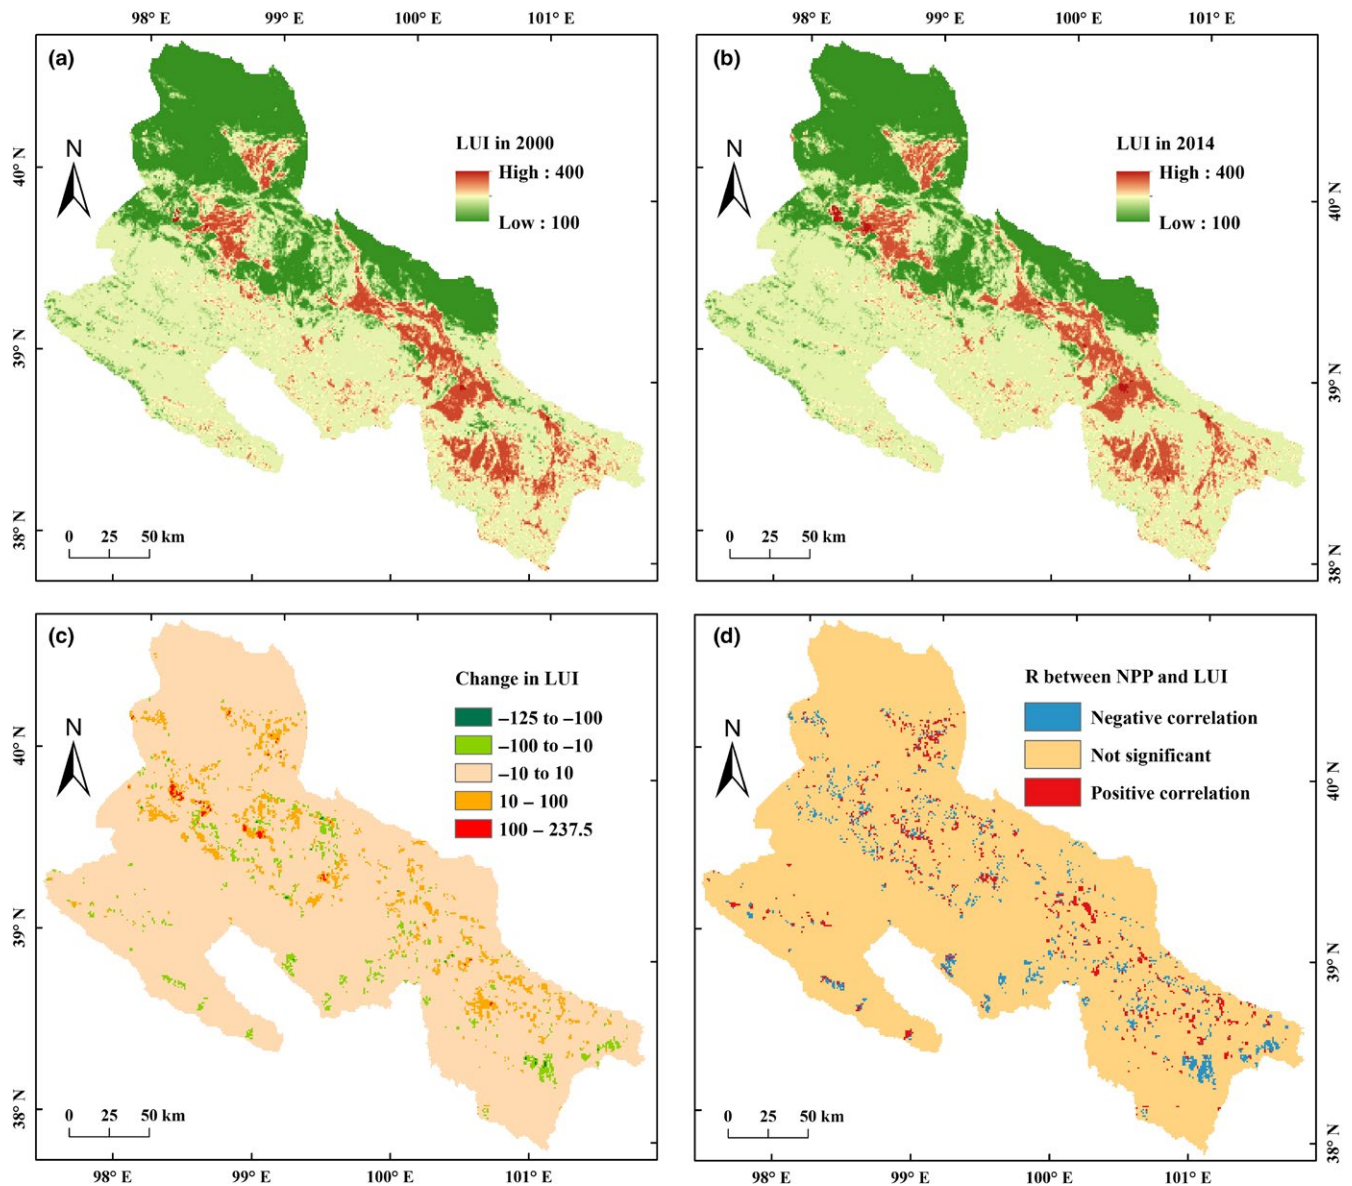 98° E 99° E 100° E 101° E
98° E 99° E 100° E 101° E
(a)
N
LUI in 2000
High : 400
Low : 100
40° N
39° N
38° N
0 25 50 km
(b)
N
LUI in 2014
High : 400
Low : 100
40° N
39° N
38° N
0 25 50 km
(c)
N
Change in LUI
–125 to –100
–100 to –10
–10 to 10
10 – 100
100 – 237.5
40° N
39° N
38° N
0 25 50 km
(d)
N
R between NPP and LUI
Negative correlation
Not significant
Positive correlation
40° N
39° N
38° N
0 25 50 km
98° E 99° E 100° E 101° E
98° E 99° E 100° E 101° E